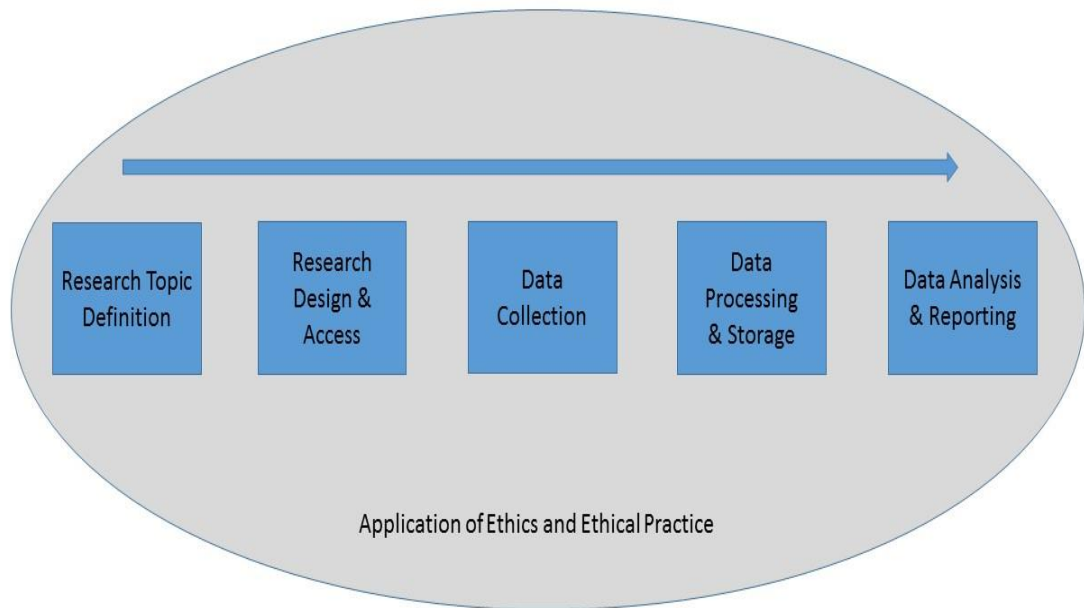 Research Topic
Definition
Research
Design &
Access
Data
Collection
Data
Processing
& Storage
Data Analysis
& Reporting
Application of Ethics and Ethical Practice